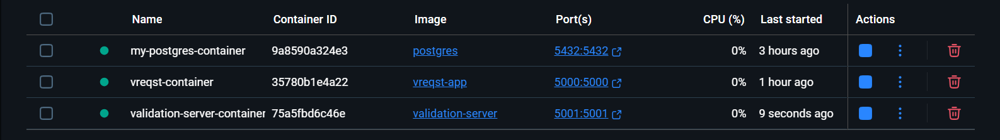 Name Container ID Image Port(s) CPU (%) Last started Actions
my-postgres-container 9a8590a324e3 postgres 5432:5432 0% 3 hours ago
vreqst-container 35780b1e4a22 vreqst-app 5000:5000 0% 1 hour ago
validation-server-container 75a5fbd6c46e validation-server 5001:5001 0% 9 seconds ago